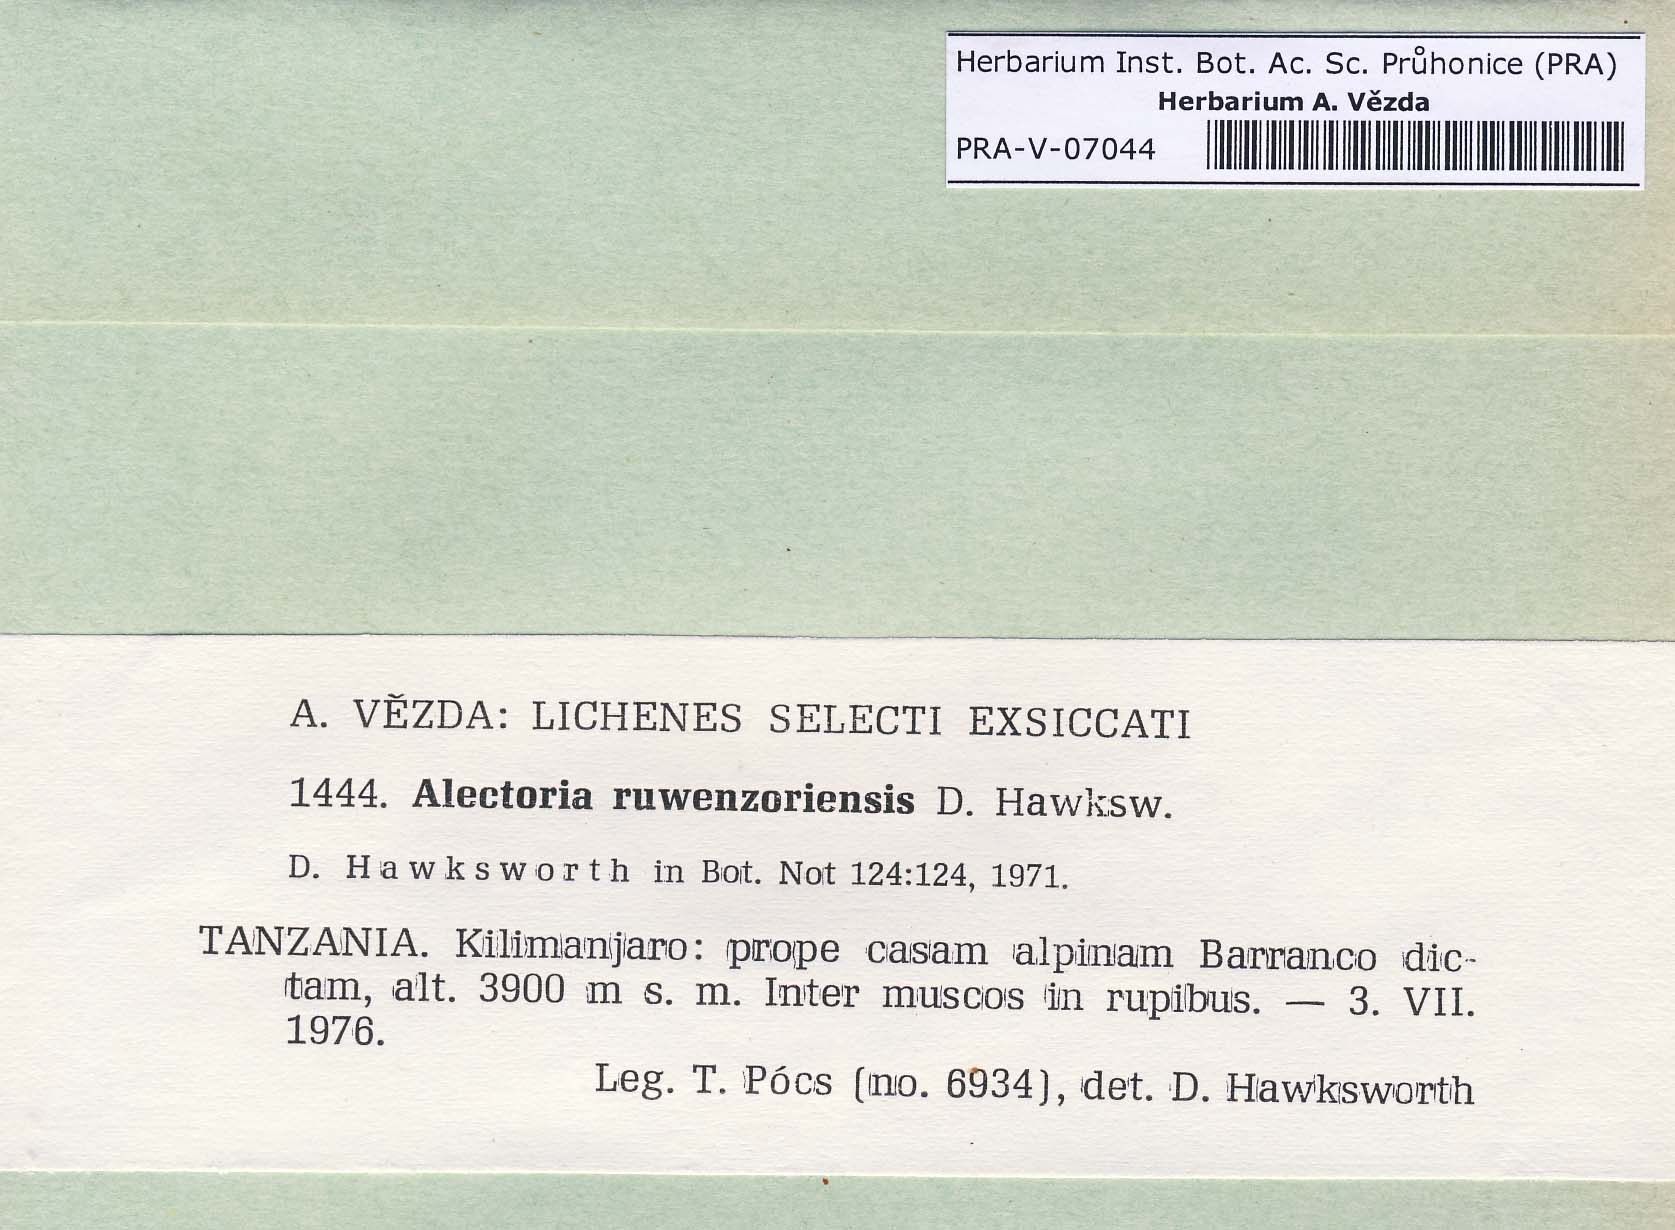 Herbarium Inst. Bot. Ac. Sc. Průhonice (PRA)
Herbarium A. Vězda
PRA-V-07044
A. VĚZDA: LICHENES SELECTI EXSICCATI
1444. Alectoria ruwenzoriensis D. Hawksw.
D. Hawksworth in Bot. Not 124:124, 1971.
TANZANIA. Kilimanjaro: prope casam alpinam Barranco dic-
tam, alt. 3900 m s. m. Inter muscos in rupibus. — 3. VII.
1976.
Leg. T. Pócs (no. 6934), det. D. Hawksworth